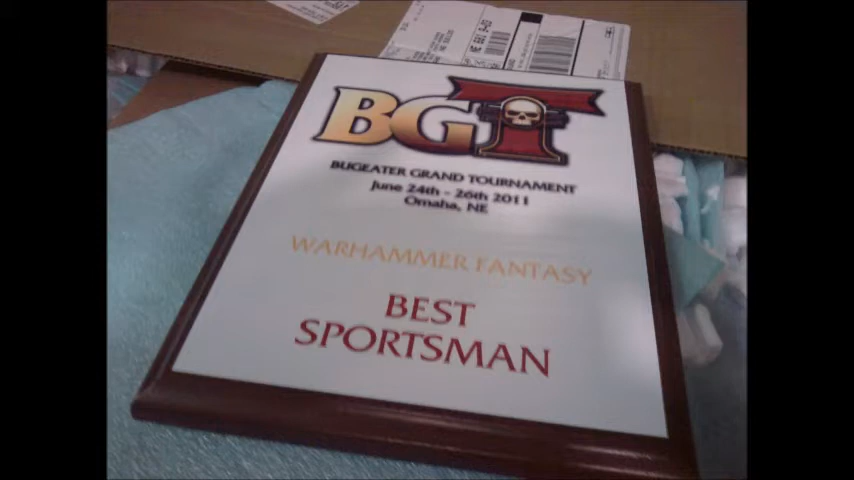 BGT
BUGEATER GRAND TOURNAMENT
June 24th - 26th 2011
Omaha, NE
WARHAMMER FANTASY
BEST
SPORTSMAN